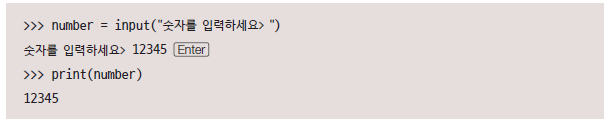 >>> number = input("숫자를 입력하세요> ")
숫자를 입력하세요> 12345 Enter
>>> print(number)
12345